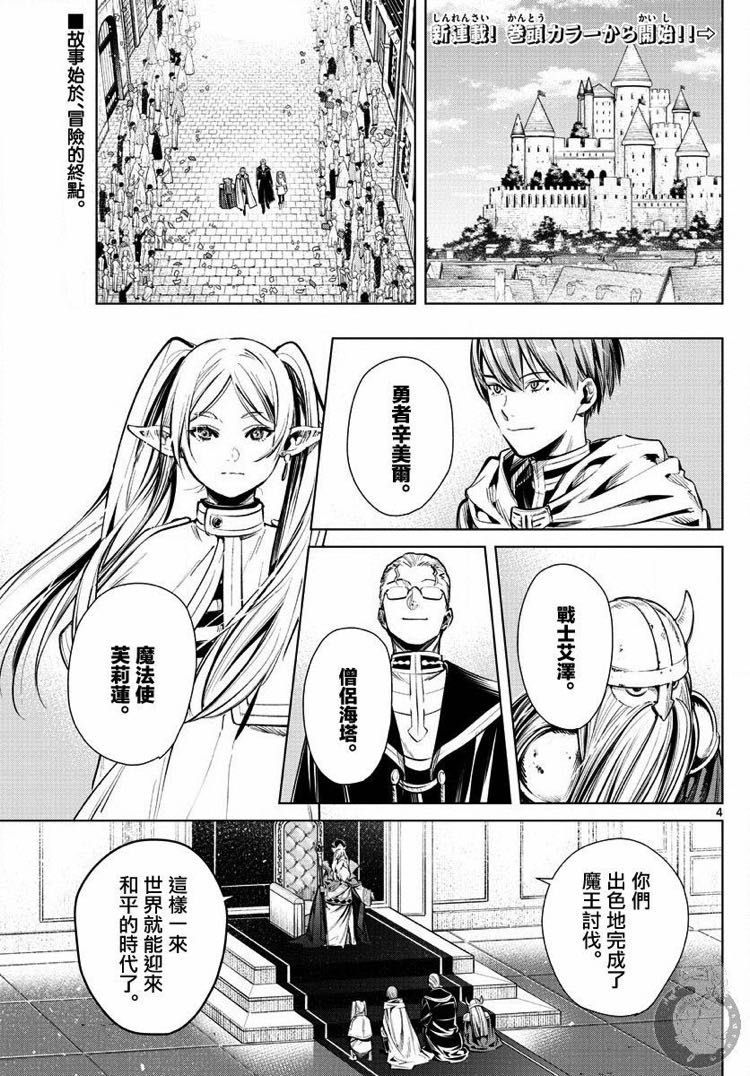 新連載! 巻頭カラーから開始!!⇨
しんれんさい かんとう かいし
■故事始於、冒險的終點。
勇者辛美爾。
戰士艾澤。
僧侶海塔。
魔法使
芙莉蓮。
4
你們
出色地完成了
魔王討伐。
這樣一來
世界就能迎來
和平的時代了。